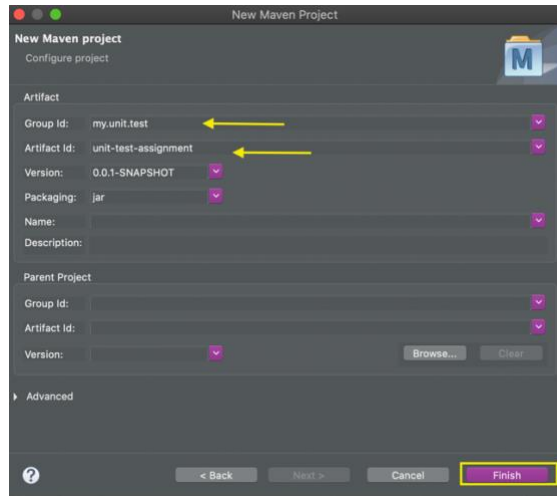 New Maven Project
New Maven project
Configure project
M
Artifact
Group Id: my.unit.test
Artifact Id: unit-test-assignment
Version: 0.0.1-SNAPSHOT
Packaging: jar
Name:
Description:
Parent Project
Group Id:
Artifact Id:
Version: Browse... Clear
Advanced
? < Back Next > Cancel Finish